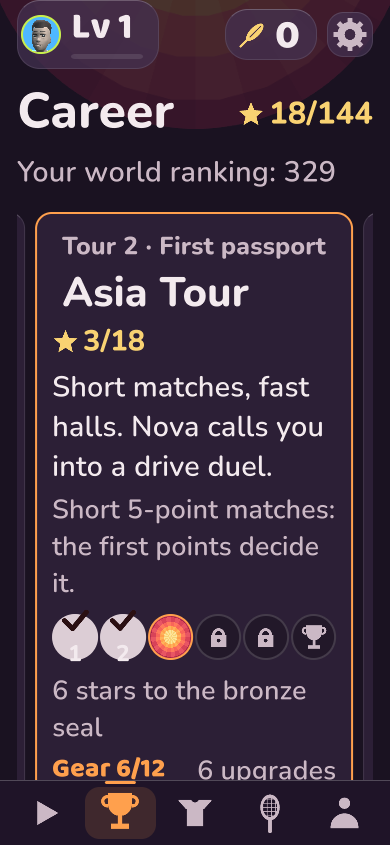 Lv 1
0
Career
18/144
Your world ranking: 329
Tour 2 · First passport
Asia Tour
3/18
Short matches, fast
halls. Nova calls you
into a drive duel.
Short 5-point matches:
the first points decide
it.
1 2
6 stars to the bronze
seal
Gear 6/12 6 upgrades